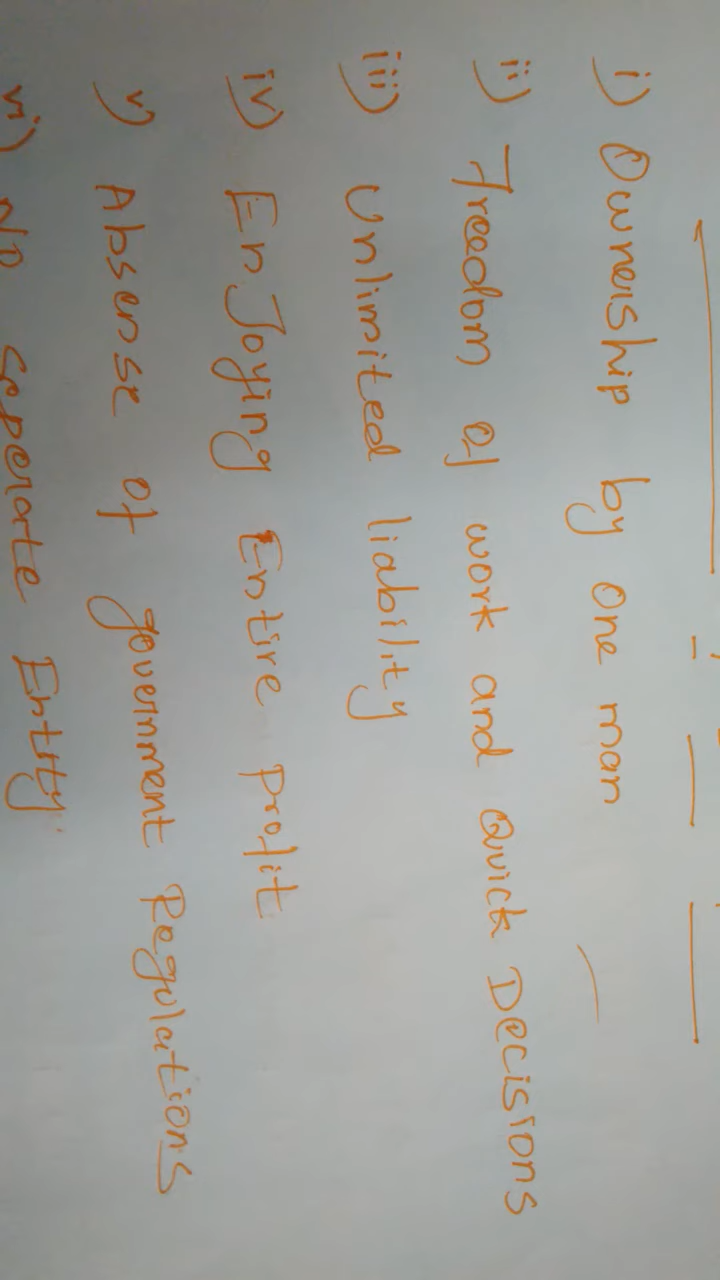 i) Ownership by one man
ii) Freedom of work and Quick Decisions
iii) Unlimited liability
iv) EnJoying Entire profit
v) Absense of government Regulations
vi) No seperate Entity.